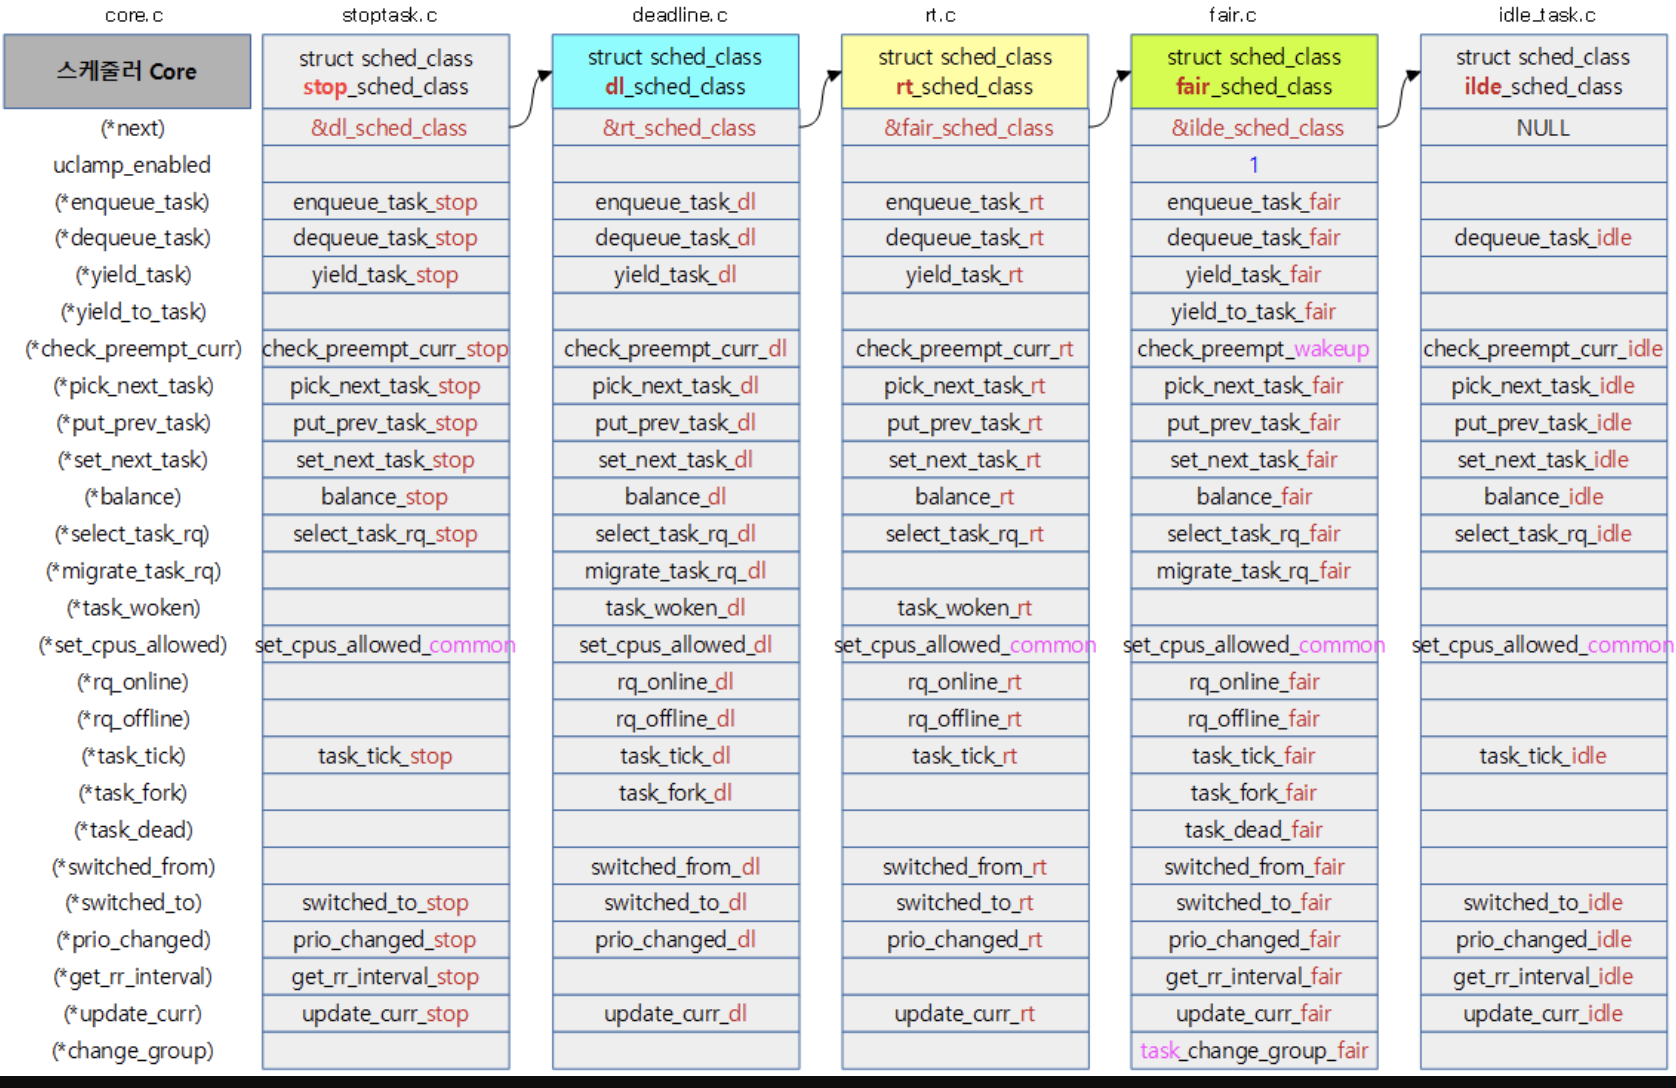 core.c stoptask.c deadline.c rt.c fair.c idle_task.c
스케줄러 Core
struct sched_class struct sched_class struct sched_class struct sched_class struct sched_class
stop_sched_class dl_sched_class rt_sched_class fair_sched_class ilde_sched_class
(*next) &dl_sched_class &rt_sched_class &fair_sched_class &ilde_sched_class NULL
uclamp_enabled 1
(*enqueue_task) enqueue_task_stop enqueue_task_dl enqueue_task_rt enqueue_task_fair
(*dequeue_task) dequeue_task_stop dequeue_task_dl dequeue_task_rt dequeue_task_fair dequeue_task_idle
(*yield_task) yield_task_stop yield_task_dl yield_task_rt yield_task_fair
(*yield_to_task) yield_to_task_fair
(*check_preempt_curr) check_preempt_curr_stop check_preempt_curr_dl check_preempt_curr_rt check_preempt_wakeup check_preempt_curr_idle
(*pick_next_task) pick_next_task_stop pick_next_task_dl pick_next_task_rt pick_next_task_fair pick_next_task_idle
(*put_prev_task) put_prev_task_stop put_prev_task_dl put_prev_task_rt put_prev_task_fair put_prev_task_idle
(*set_next_task) set_next_task_stop set_next_task_dl set_next_task_rt set_next_task_fair set_next_task_idle
(*balance) balance_stop balance_dl balance_rt balance_fair balance_idle
(*select_task_rq) select_task_rq_stop select_task_rq_dl select_task_rq_rt select_task_rq_fair select_task_rq_idle
(*migrate_task_rq) migrate_task_rq_dl migrate_task_rq_fair
(*task_woken) task_woken_dl task_woken_rt
(*set_cpus_allowed) set_cpus_allowed_common set_cpus_allowed_dl set_cpus_allowed_common set_cpus_allowed_common set_cpus_allowed_common
(*rq_online) rq_online_dl rq_online_rt rq_online_fair
(*rq_offline) rq_offline_dl rq_offline_rt rq_offline_fair
(*task_tick) task_tick_stop task_tick_dl task_tick_rt task_tick_fair task_tick_idle
(*task_fork) task_fork_dl task_fork_fair
(*task_dead) task_dead_fair
(*switched_from) switched_from_dl switched_from_rt switched_from_fair
(*switched_to) switched_to_stop switched_to_dl switched_to_rt switched_to_fair switched_to_idle
(*prio_changed) prio_changed_stop prio_changed_dl prio_changed_rt prio_changed_fair prio_changed_idle
(*get_rr_interval) get_rr_interval_stop get_rr_interval_fair get_rr_interval_idle
(*update_curr) update_curr_stop update_curr_dl update_curr_rt update_curr_fair update_curr_idle
(*change_group) task_change_group_fair